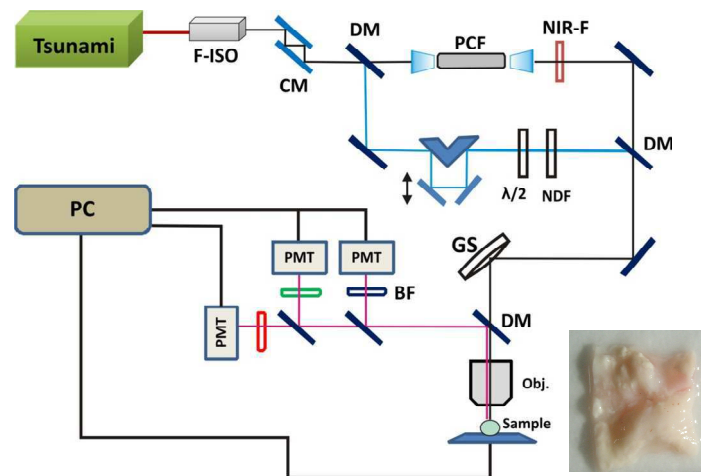 Tsunami
F-ISO
CM
DM
PCF
NIR-F
DM
λ/2
NDF
PC
PMT
PMT
PMT
BF
GS
DM
Obj.
Sample